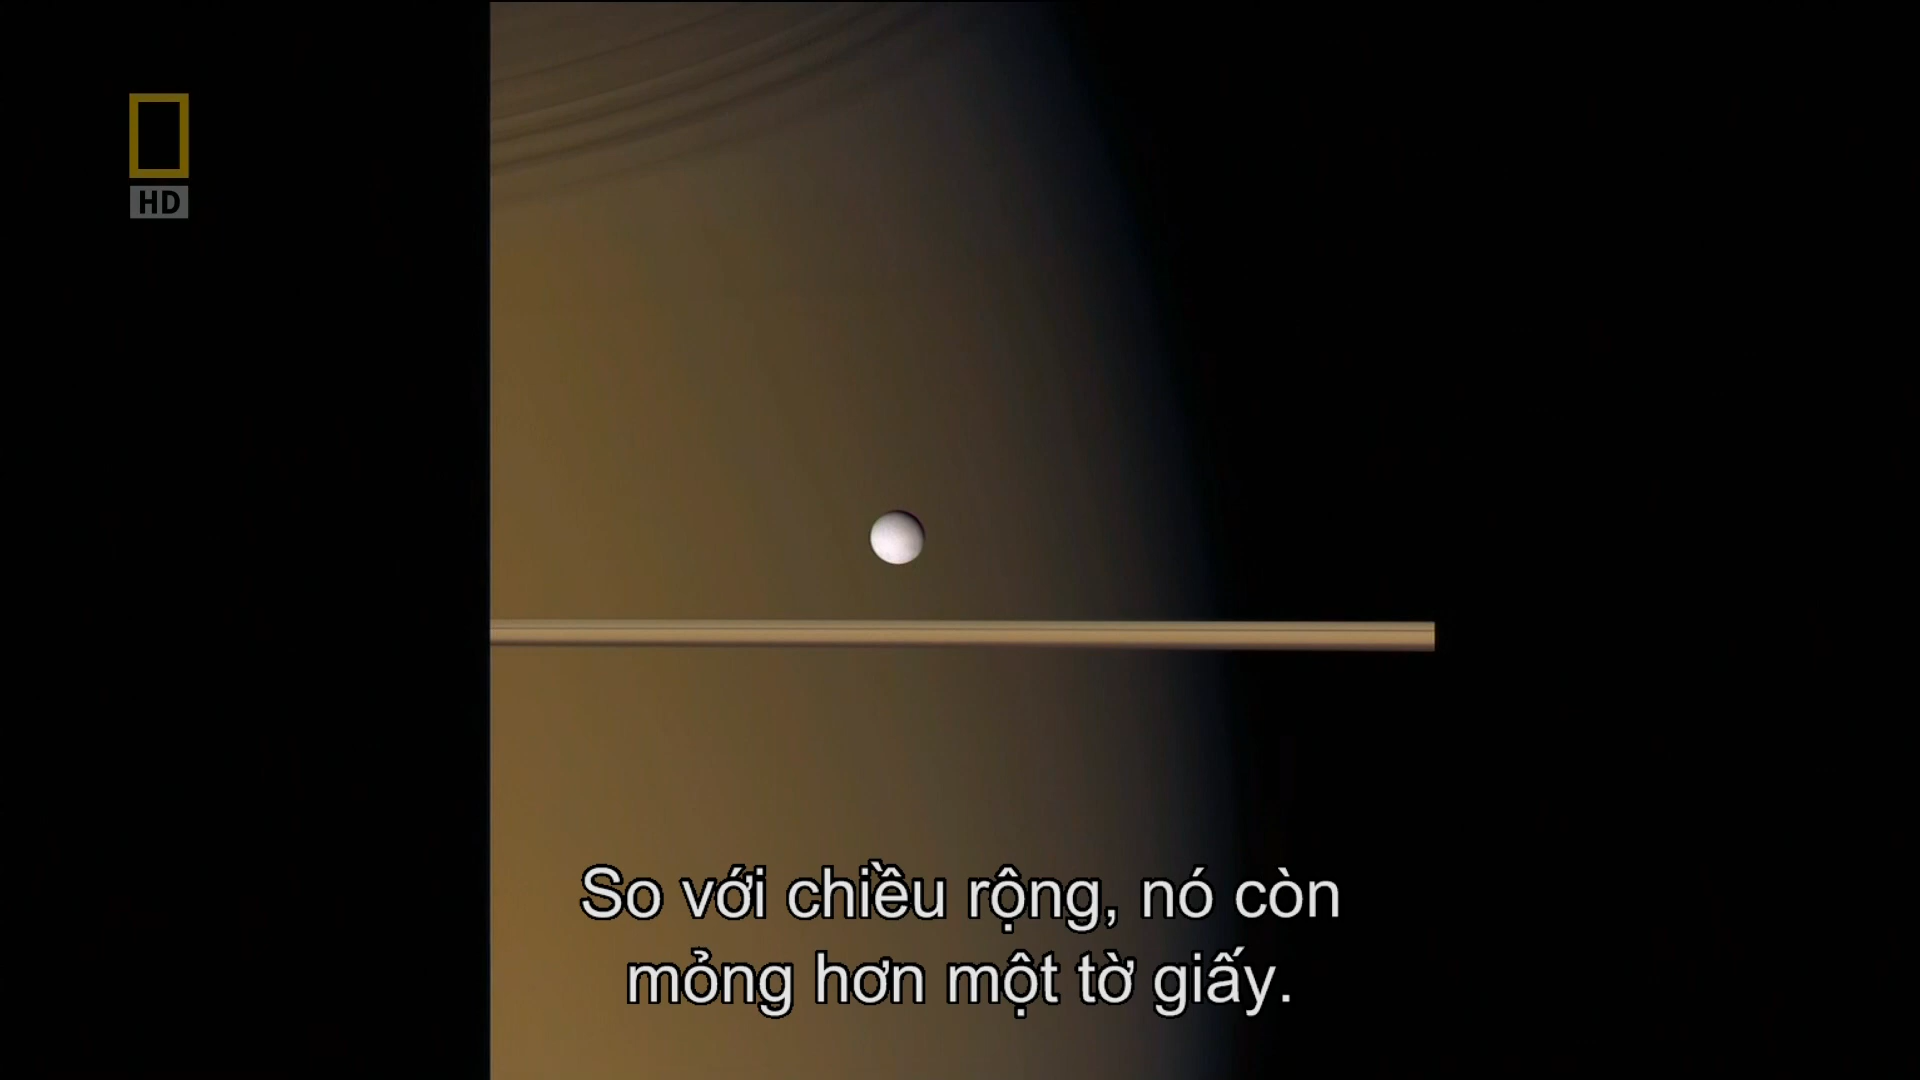 HD
So với chiều rộng, nó còn
mỏng hơn một tờ giấy.